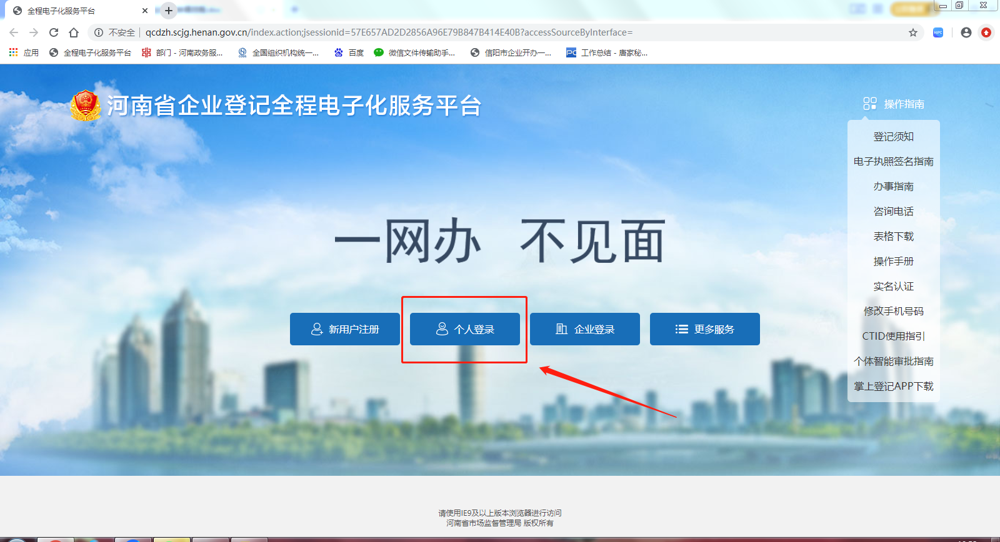 全程电子化服务平台
不安全 qcdzh.scjg.henan.gov.cn/index.action;jsessionid=57E657AD2D2856A96E79B847B414E40B?accessSourceByInterface=
应用 全程电子化服务平台 部门 - 河南政务服... 全国组织机构统一... 百度 微信文件传输助手... 信阳市企业开办一... 工作总结 - 唐家秘...
河南省企业登记全程电子化服务平台
操作指南
登记须知
电子执照签名指南
办事指南
咨询电话
表格下载
操作手册
实名认证
修改手机号码
CTID使用指引
个体智能审批指南
掌上登记APP下载
一网办 不见面
新用户注册 个人登录 企业登录 更多服务
请使用IE9及以上版本浏览器进行访问
河南省市场监督管理局 版权所有